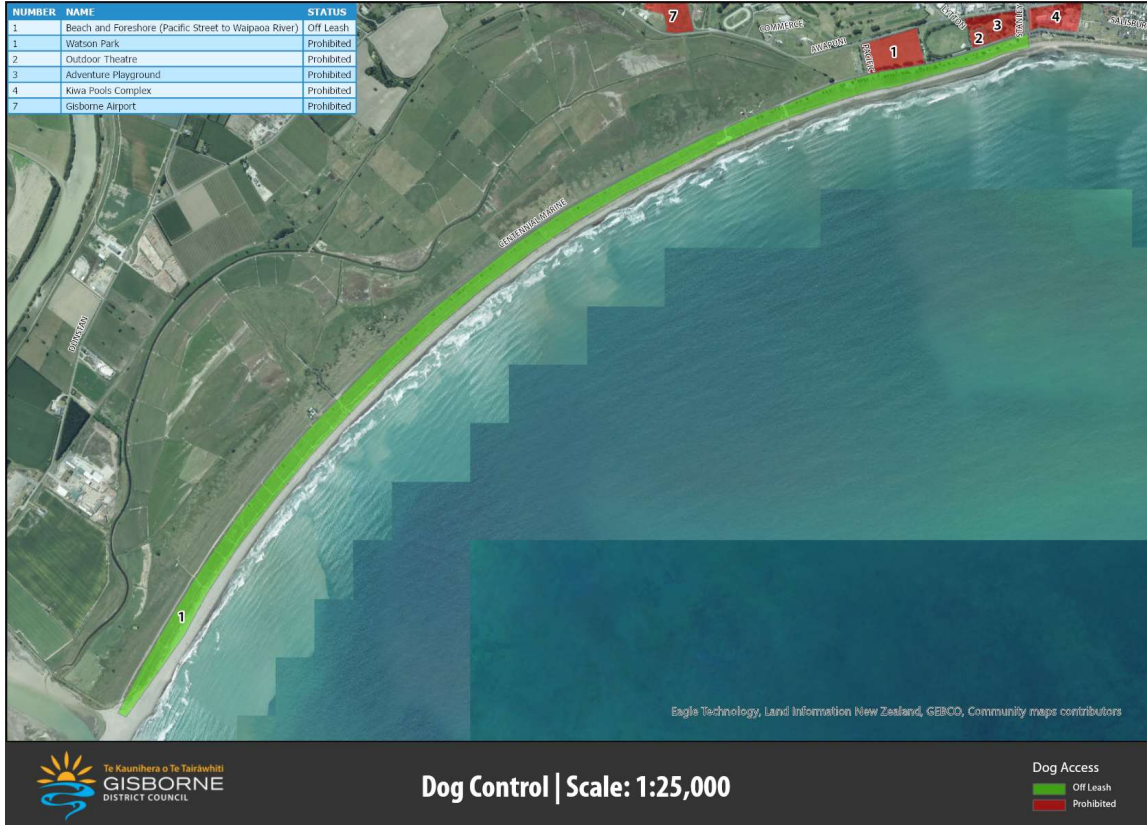 NUMBER NAME STATUS
1 Beach and Foreshore (Pacific Street to Waipaoa River) Off Leash
1 Watson Park Prohibited
2 Outdoor Theatre Prohibited
3 Adventure Playground Prohibited
4 Kiwa Pools Complex Prohibited
7 Gisborne Airport Prohibited
7
COMMERCE
AWAPUNI
PACIFIC
1
LYTTON
2
3
STANLEY
4
SALISBURY
CENTENNIAL MARINE
DUNSTAN
1
Eagle Technology, Land Information New Zealand, GEBCO, Community maps contributors
Te Kaunihera o Te Tairāwhiti
GISBORNE
DISTRICT COUNCIL
Dog Control | Scale: 1:25,000
Dog Access
Off Leash
Prohibited